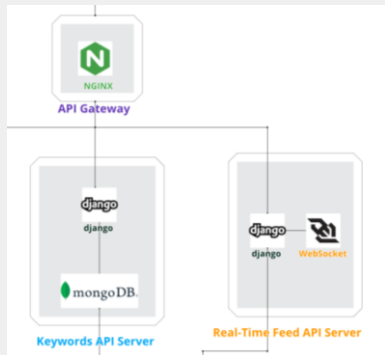 N
NGINX
API Gateway
django
django
mongoDB.
Keywords API Server
django
django
WebSocket
Real-Time Feed API Server